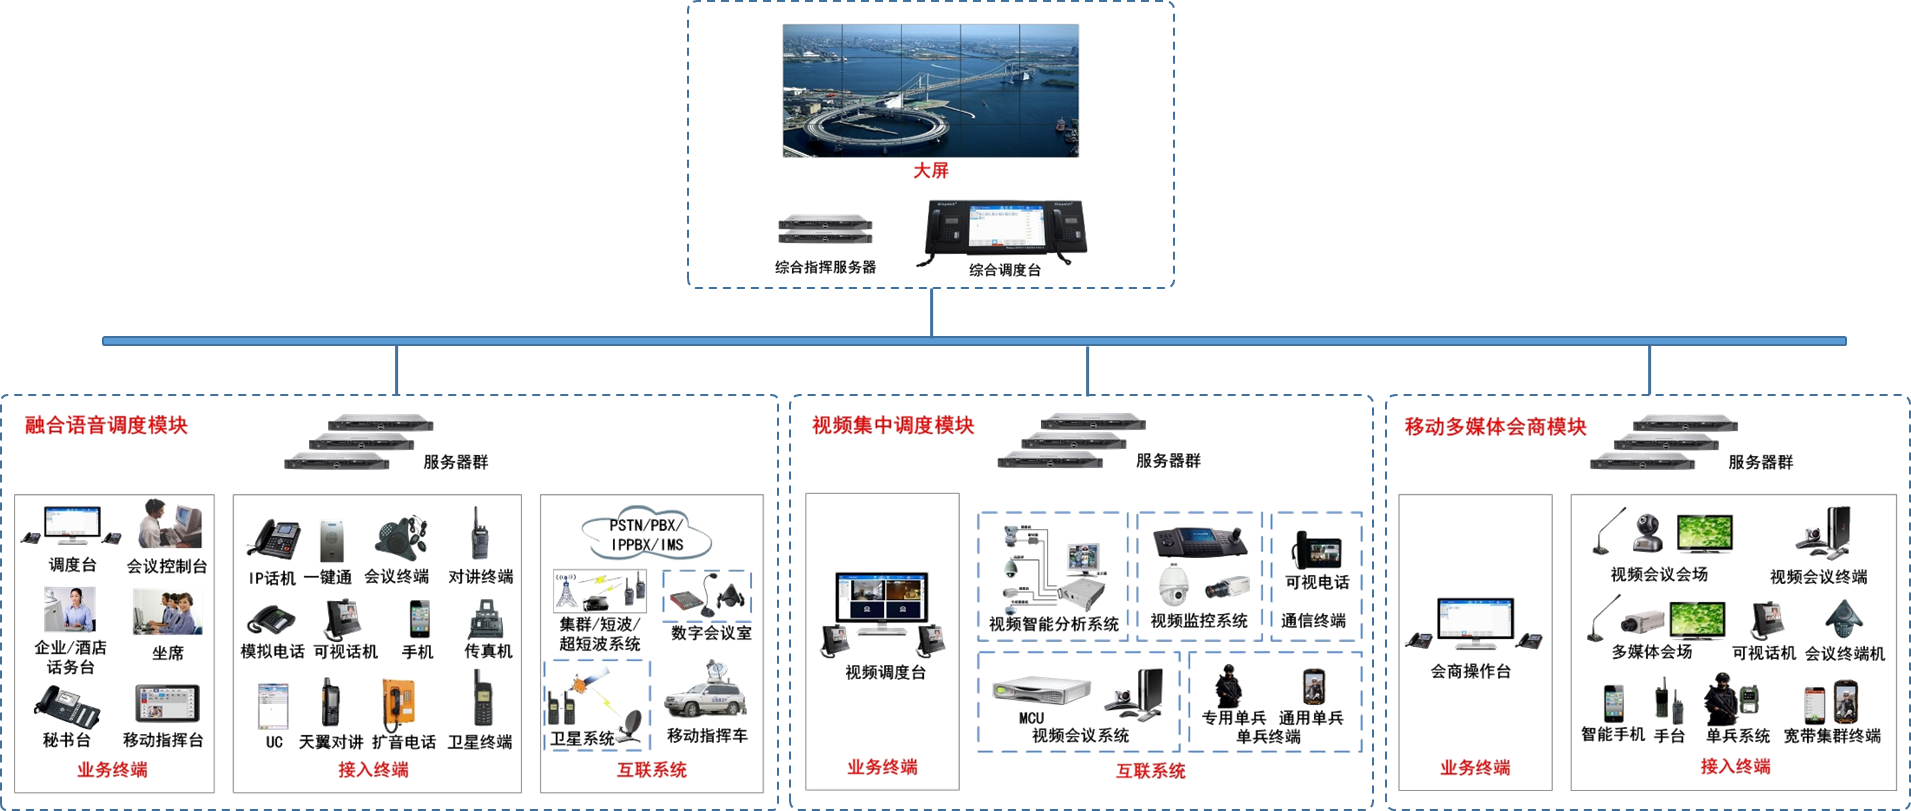 大屏
综合指挥服务器
综合调度台
融合语音调度模块
服务器群
调度台
会议控制台
企业/酒店
话务台
坐席
秘书台
移动指挥台
业务终端
IP话机
一键通
会议终端
对讲终端
模拟电话
可视话机
手机
传真机
UC
天翼对讲
扩音电话
卫星终端
接入终端
PSTN/PBX/
IPPBX/IMS
集群/短波/
超短波系统
数字会议室
卫星系统
移动指挥车
互联系统
视频集中调度模块
服务器群
视频调度台
业务终端
视频智能分析系统
视频监控系统
可视电话
通信终端
MCU
视频会议系统
专用单兵
通用单兵
单兵终端
互联系统
移动多媒体会商模块
服务器群
会商操作台
业务终端
视频会议会场
视频会议终端
多媒体会场
可视话机
会议终端机
智能手机
手台
单兵系统
宽带集群终端
接入终端